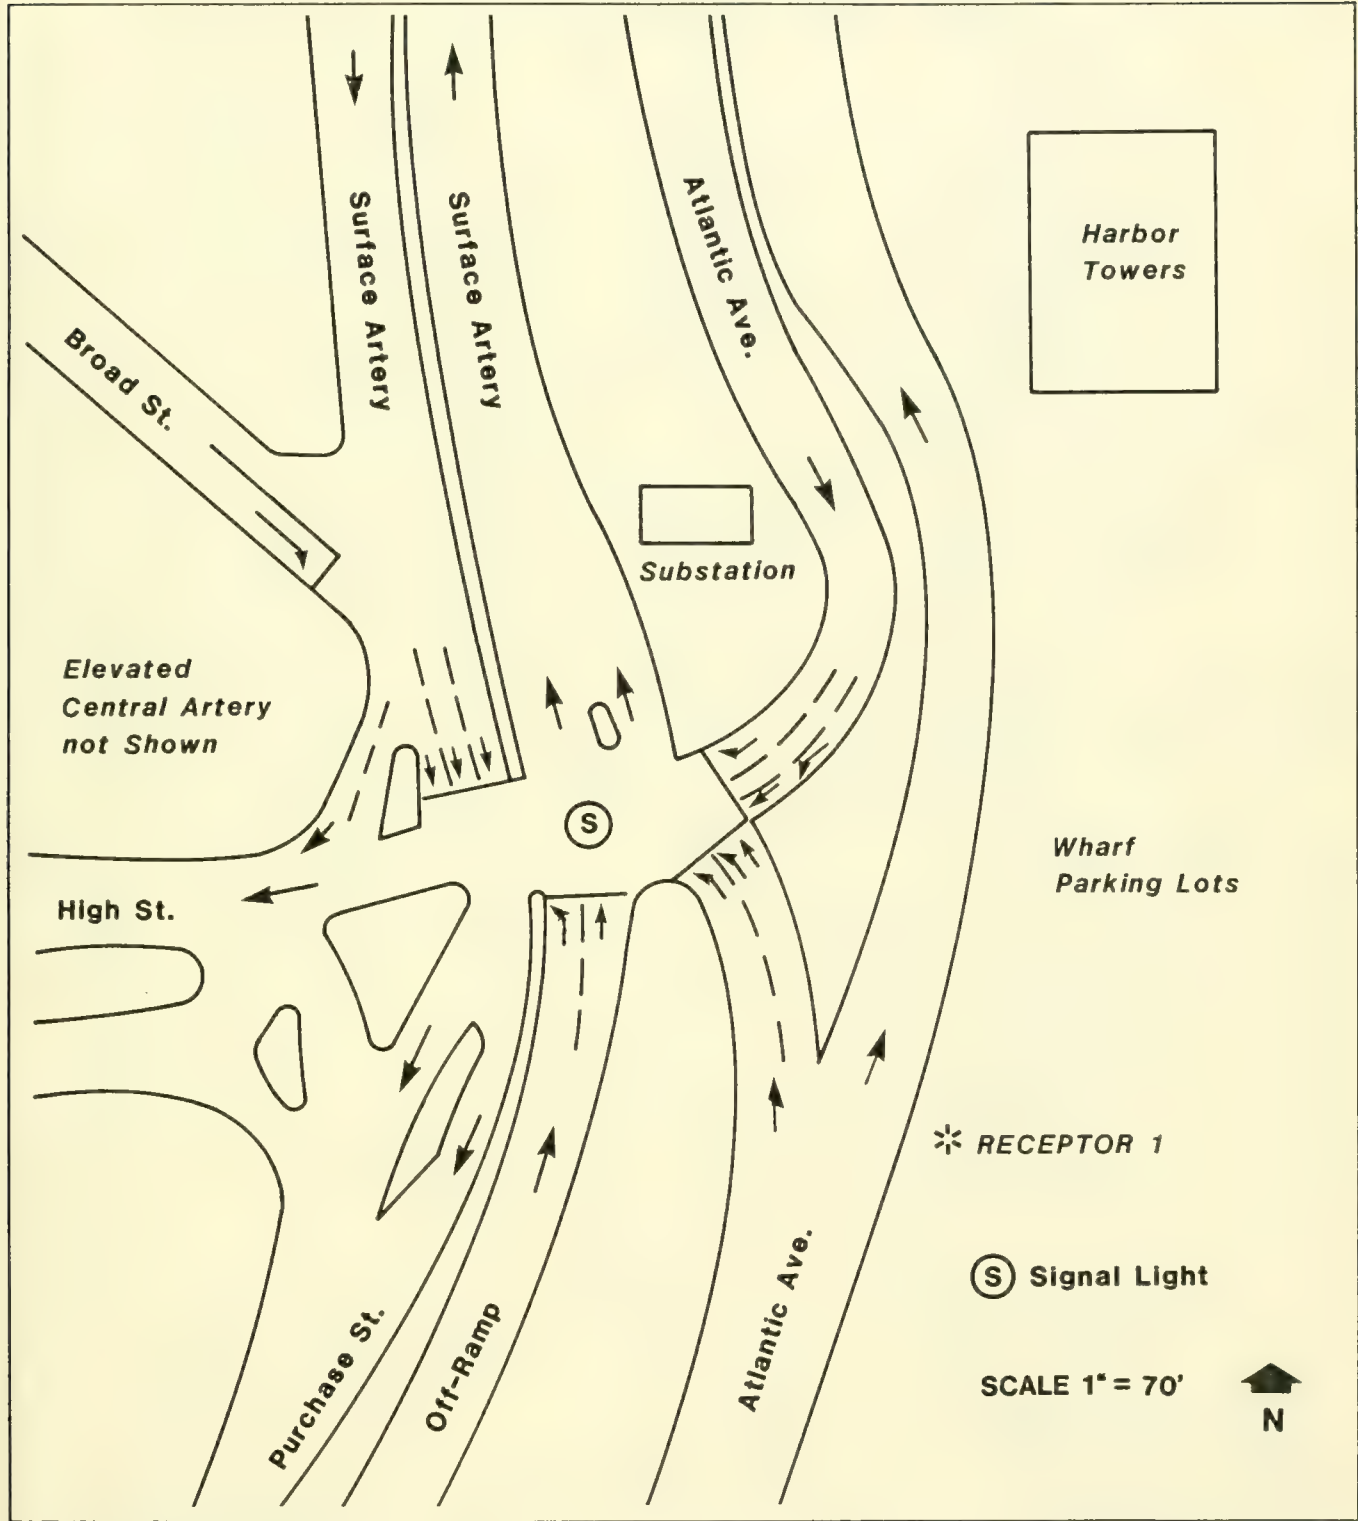 Surface Artery
Surface Artery
Atlantic Ave.
Harbor
Towers
Broad St.
Substation
Elevated
Central Artery
not Shown
S
Wharf
Parking Lots
High St.
RECEPTOR 1
S Signal Light
Purchase St.
Off-Ramp
Atlantic Ave.
SCALE 1" = 70'
N